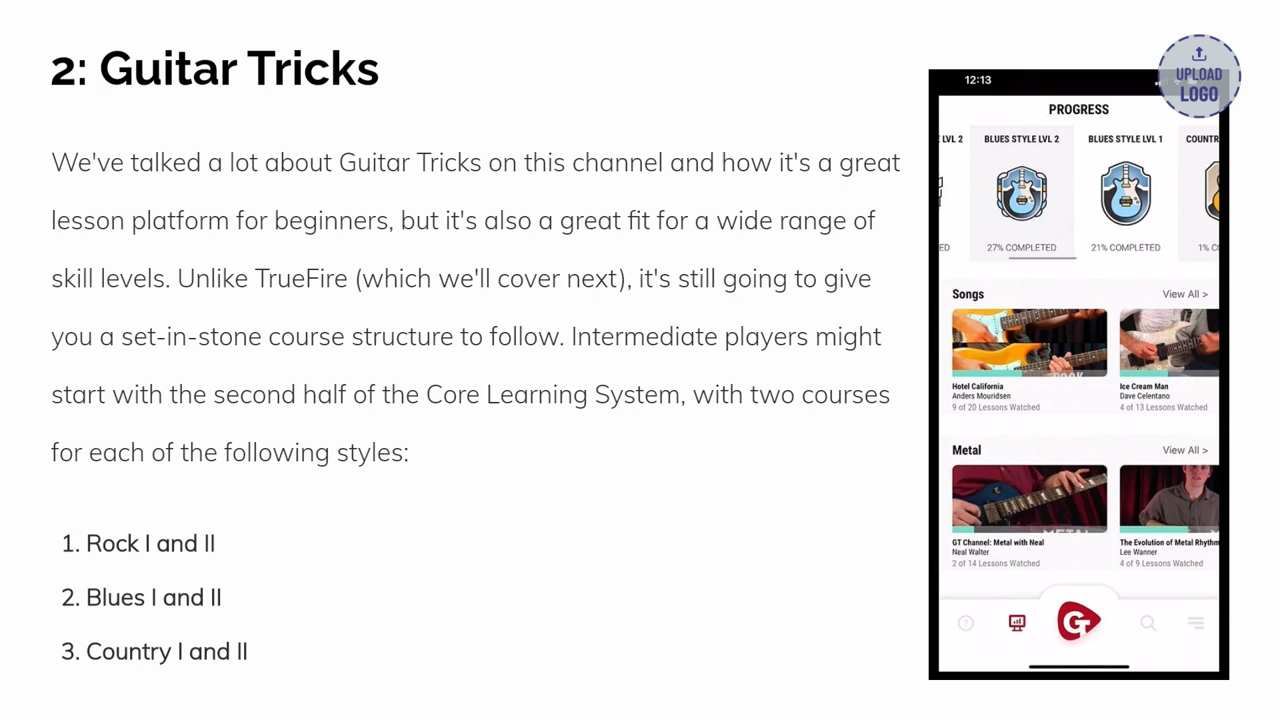 2: Guitar Tricks
We've talked a lot about Guitar Tricks on this channel and how it's a great
lesson platform for beginners, but it's also a great fit for a wide range of
skill levels. Unlike TrueFire (which we'll cover next), it's still going to give
you a set-in-stone course structure to follow. Intermediate players might
start with the second half of the Core Learning System, with two courses
for each of the following styles:
1. Rock I and II
2. Blues I and II
3. Country I and II
UPLOAD
LOGO
12:13
PROGRESS
LVL 2 BLUES STYLE LVL 2 BLUES STYLE LVL 1 COUNTR
ED 27% COMPLETED 21% COMPLETED 1% C
Songs View All >
Hotel California
Anders Mouridsen
9 of 20 Lessons Watched
Ice Cream Man
Dave Celentano
4 of 13 Lessons Watched
Metal View All >
METAL
GT Channel: Metal with Neal
Neal Walter
2 of 14 Lessons Watched
The Evolution of Metal Rhythm
Lee Wanner
4 of 9 Lessons Watched
GT